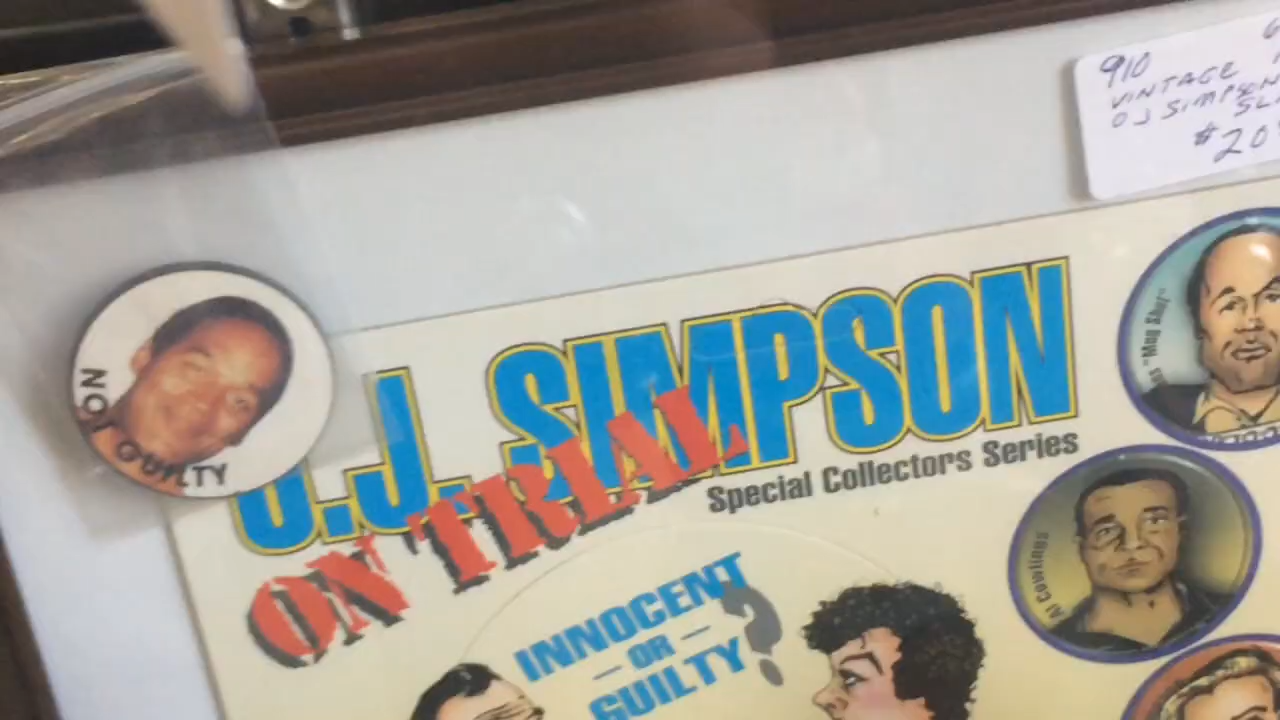 910
VINTAGE
OJ SIMPSON
$20
NOT GUILTY
O.J. SIMPSON
ON TRIAL
Special Collectors Series
INNOCENT
— OR —
GUILTY?
"Mug Shot"
Al Cowlings